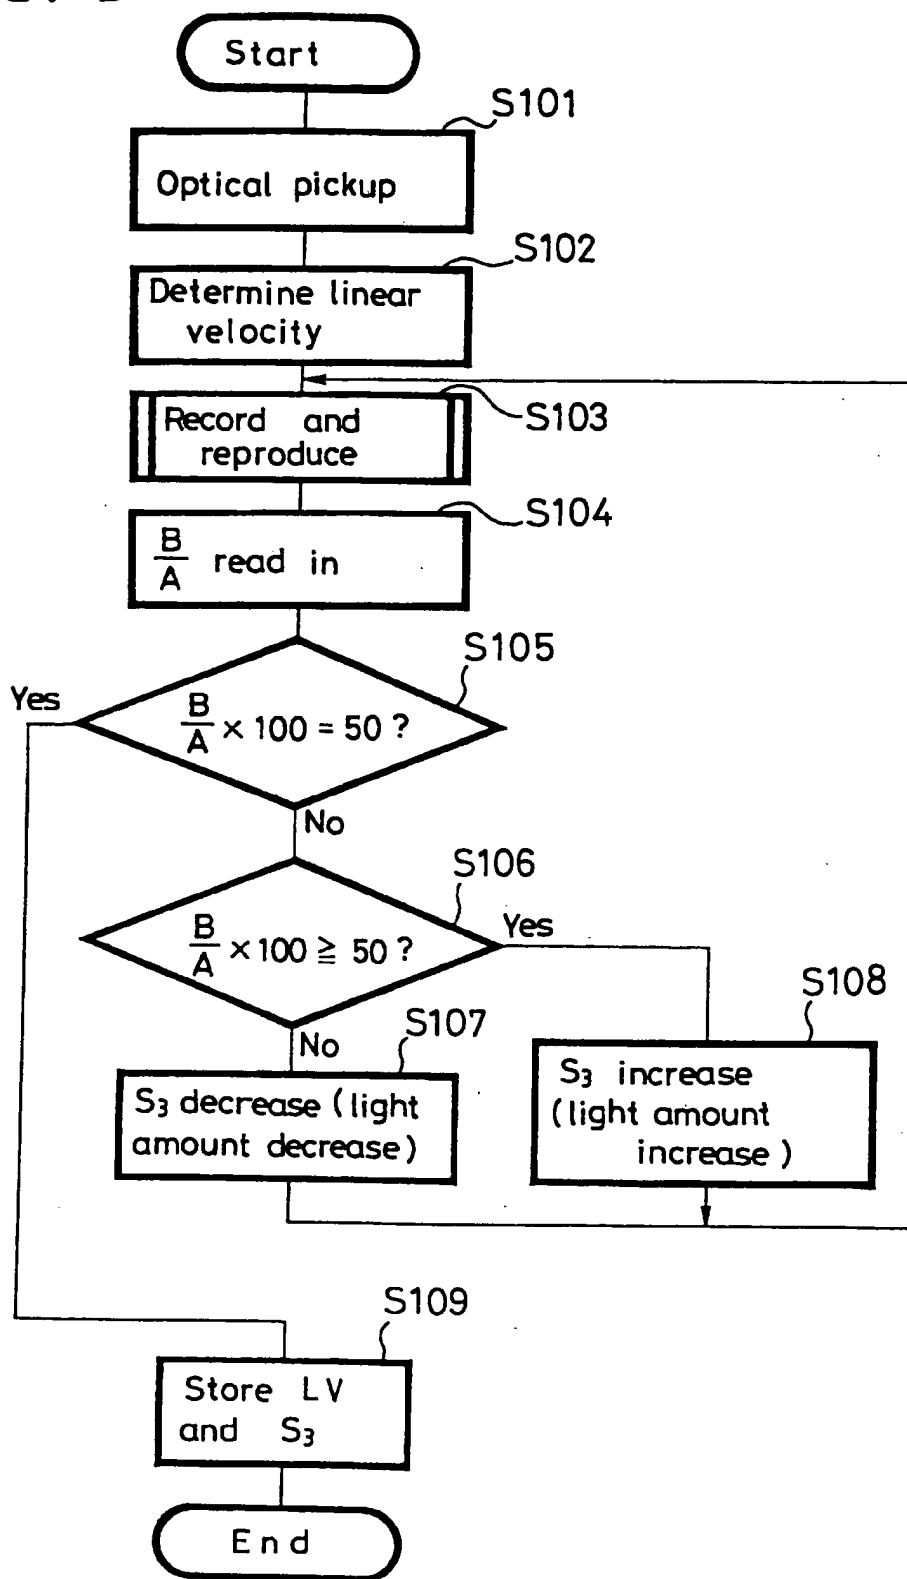 Start
S101
Optical pickup
S102
Determine linear
velocity
S103
Record and
reproduce
S104
B
A
read in
S105
Yes
B
A
× 100 = 50 ?
No
S106
Yes
B
A
× 100 ≧ 50 ?
S107
No
S108
S3 decrease (light
amount decrease)
S3 increase
(light amount
increase)
S109
Store LV
and S3
End